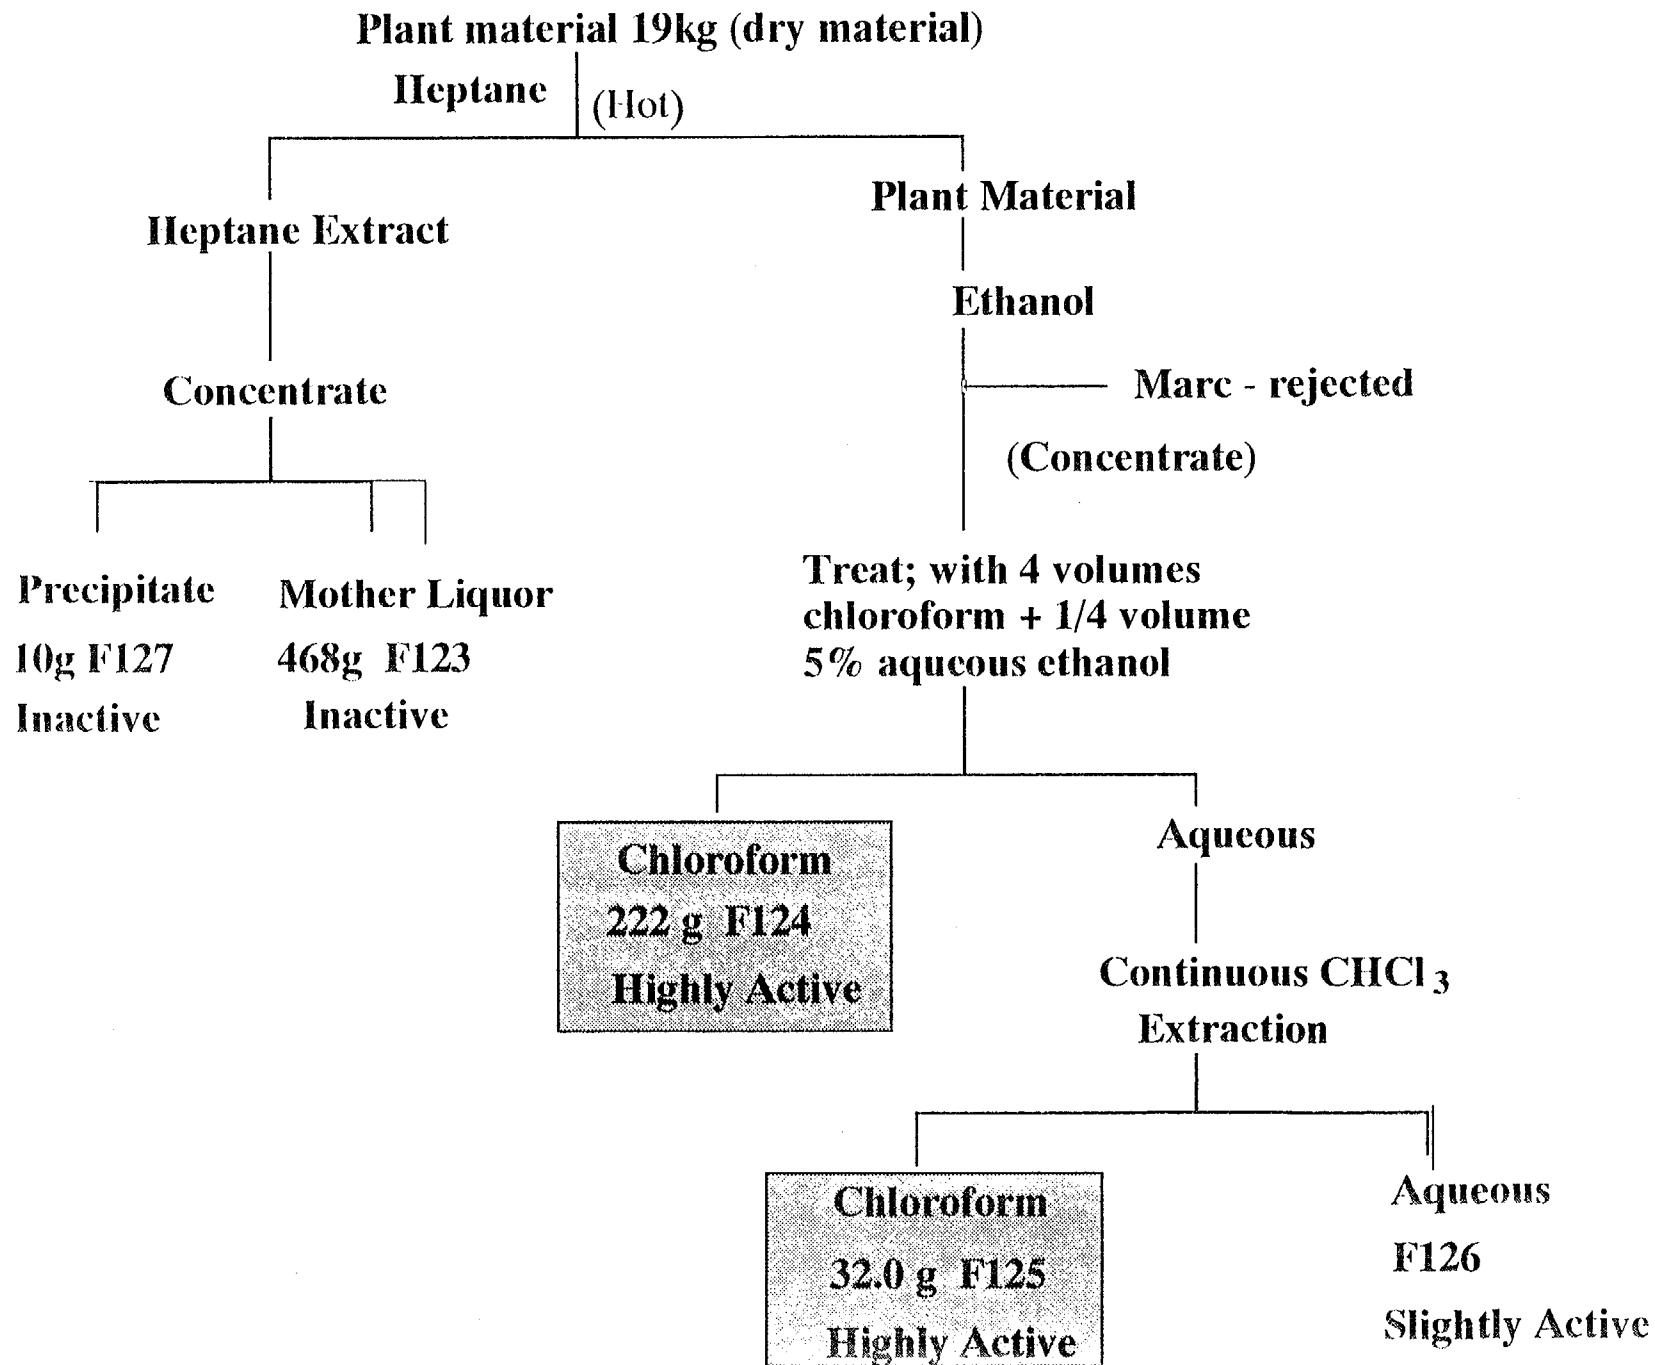 Plant material 19kg (dry material)
Heptane
(Hot)
Heptane Extract
Plant Material
Ethanol
Concentrate
Marc - rejected
(Concentrate)
Precipitate
10g F127
Inactive
Mother Liquor
468g F123
Inactive
Treat; with 4 volumes
chloroform + 1/4 volume
5% aqueous ethanol
Chloroform
222 g F124
Highly Active
Aqueous
Continuous CHCl3
Extraction
Chloroform
32.0 g F125
Highly Active
Aqueous
F126
Slightly Active